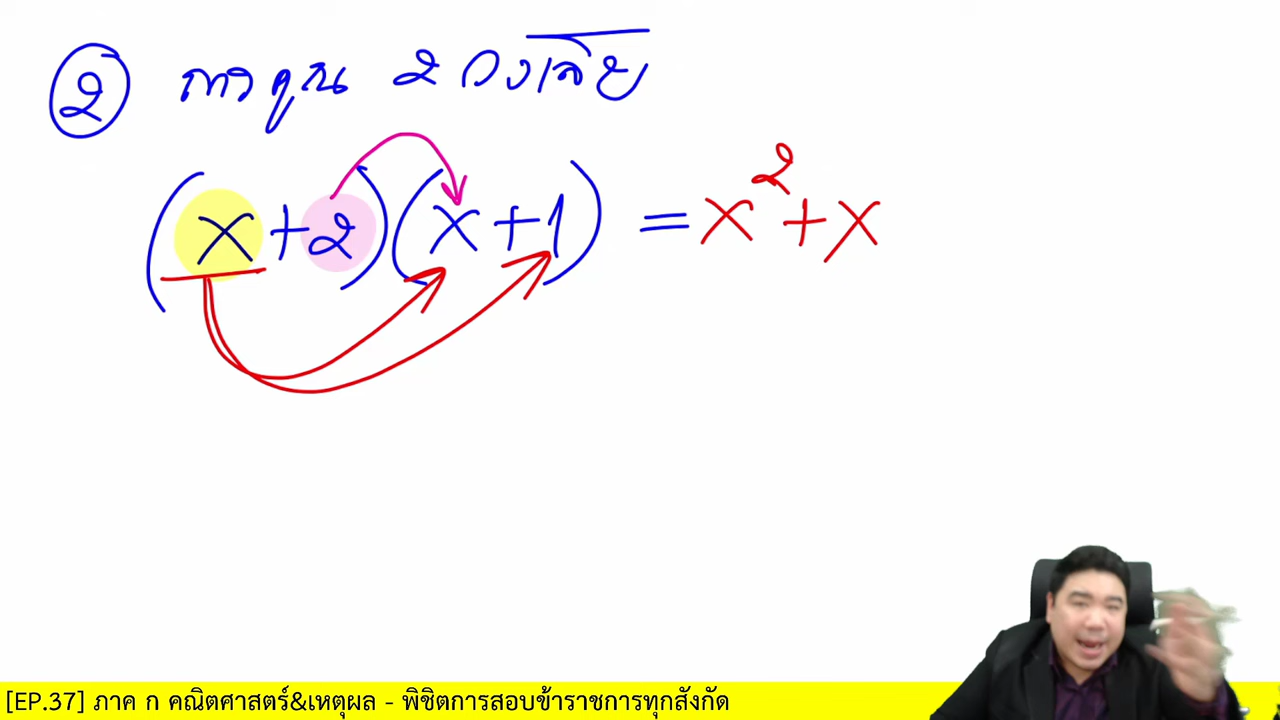 ② การคูณ 2 วงเล็บ
(x+2)(x+1) = x²+x
[EP.37] ภาค ก คณิตศาสตร์&เหตุผล - พิชิตการสอบข้าราชการทุกสังกัด